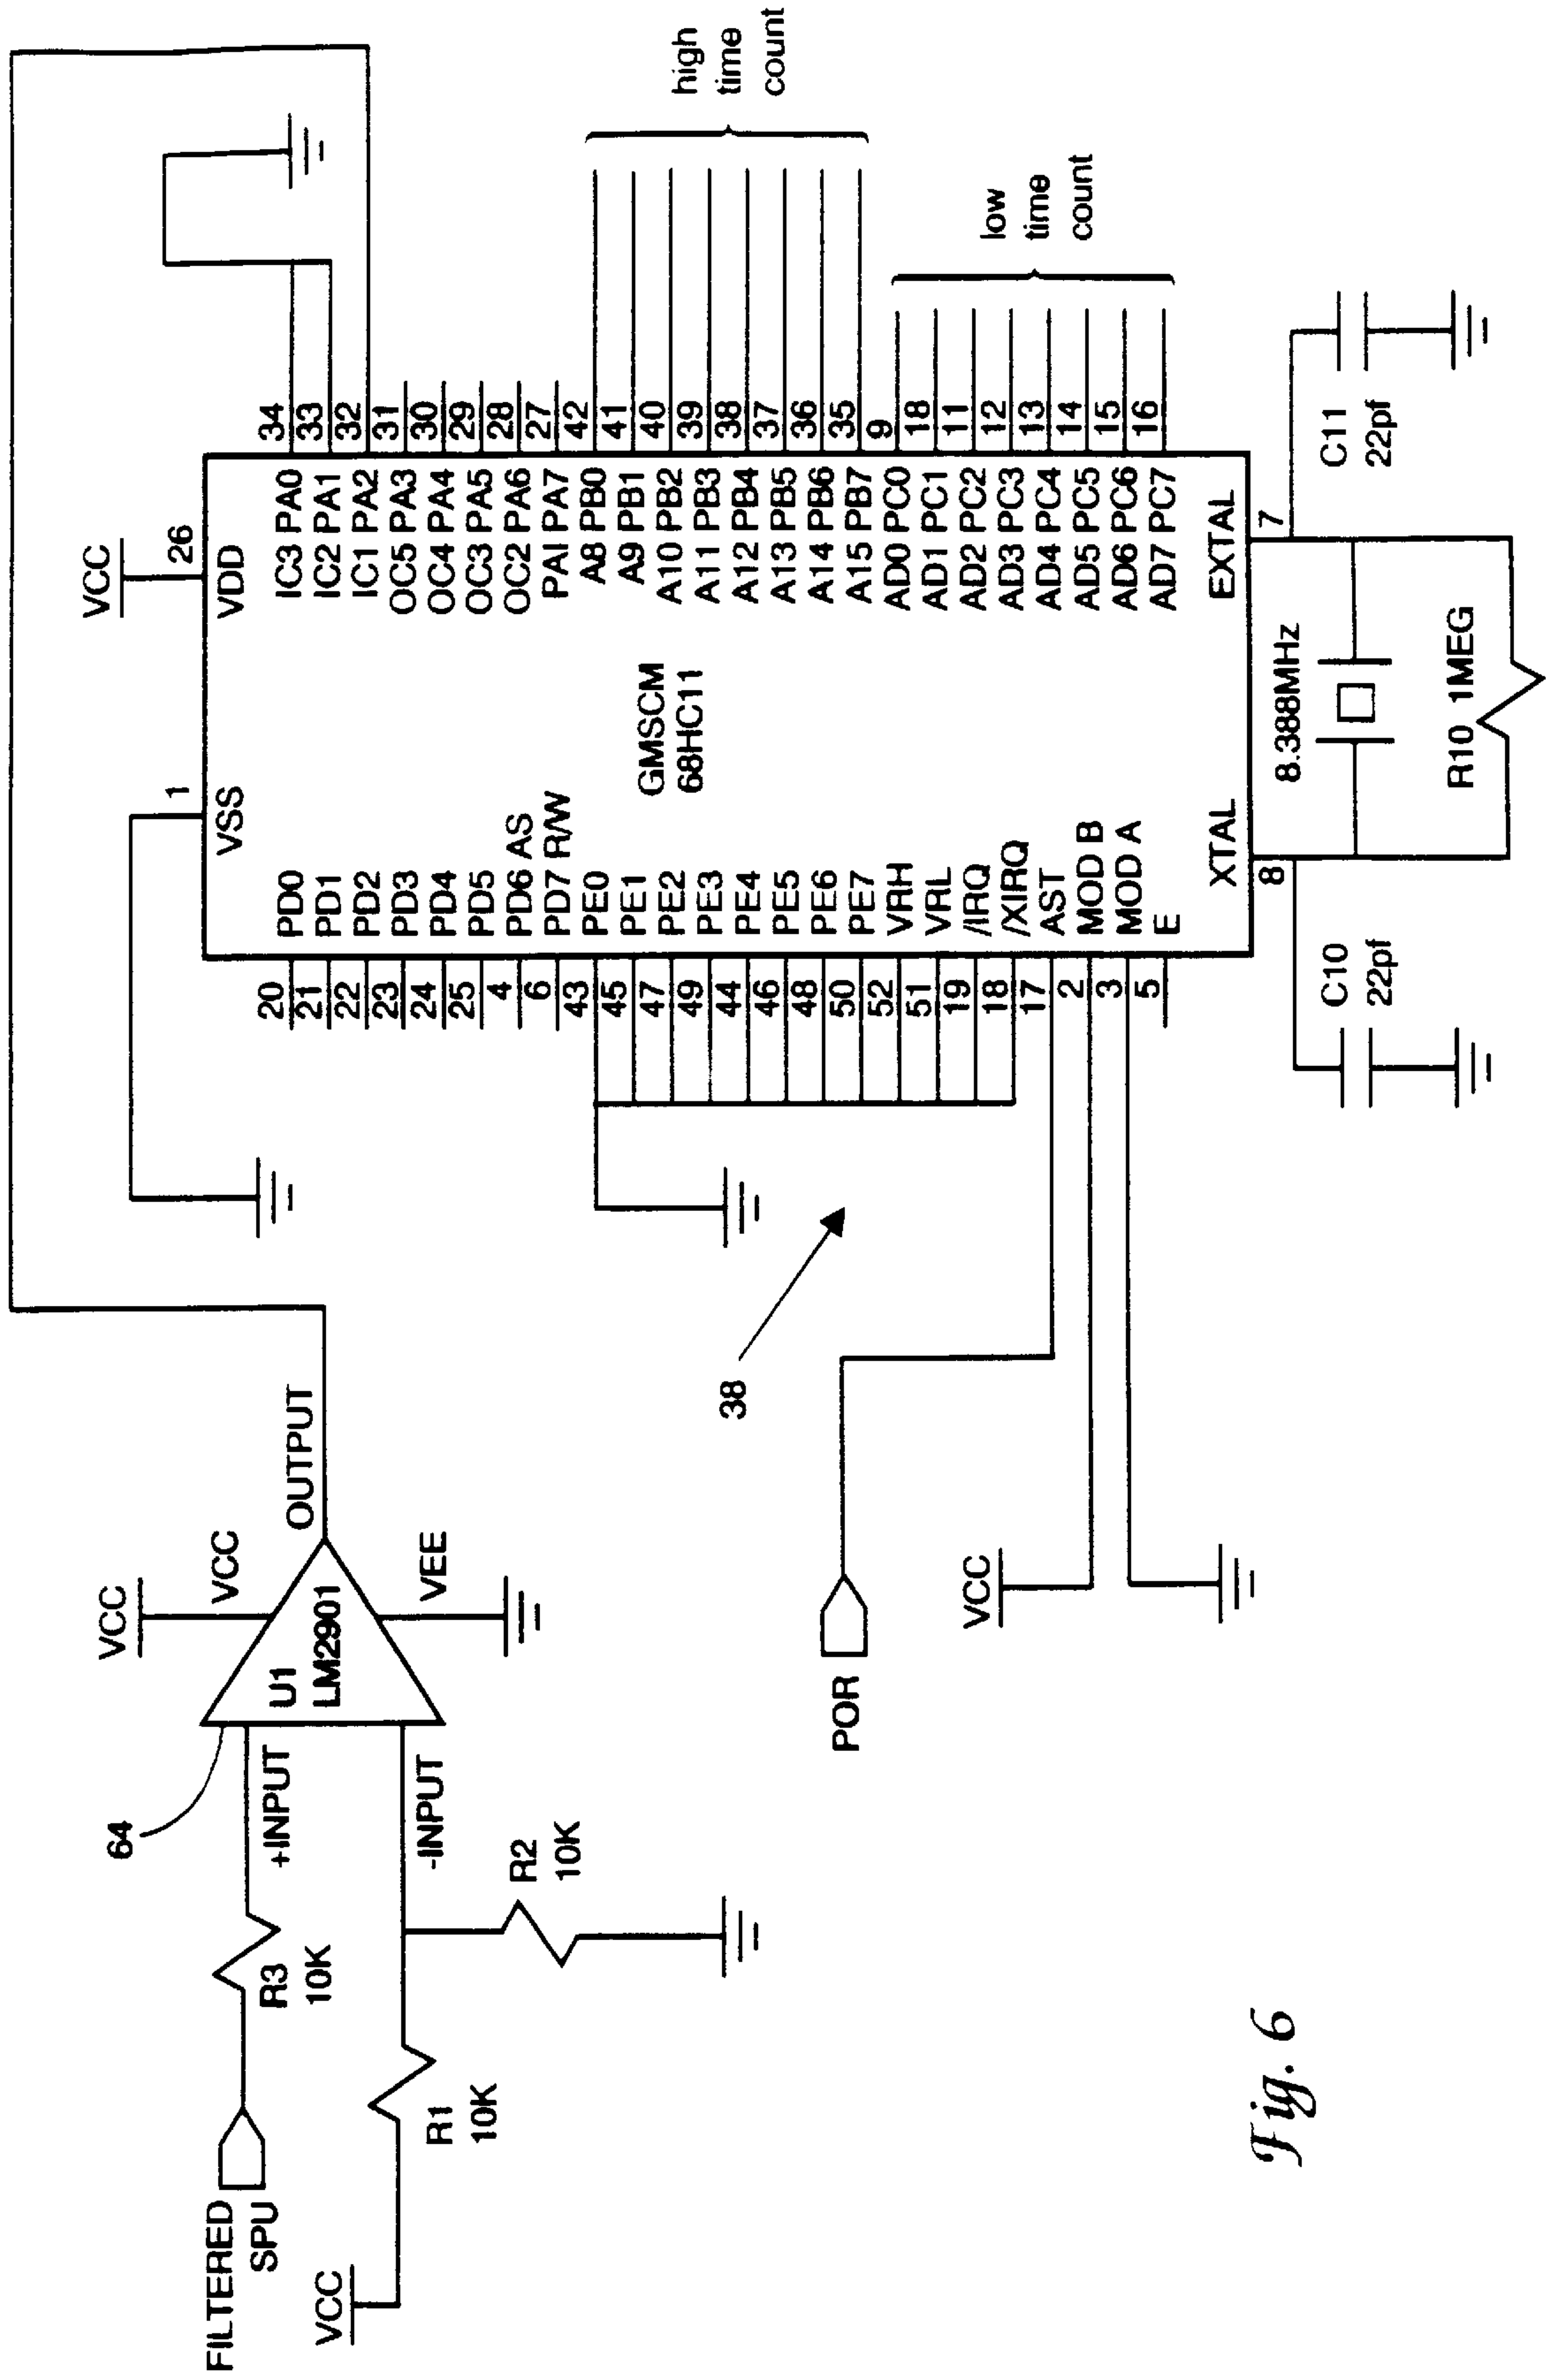 FILTERED
SPU
R3
10K
+INPUT
64
VCC
R1
10K
-INPUT
R2
10K
U1
LM2901
VCC
VCC
VEE
OUTPUT
POR
VCC
38
1
VSS
VCC
26
VDD
GMSCM
68HC11
20 PD0
21 PD1
22 PD2
23 PD3
24 PD4
25 PD5
4 PD6 AS
6 PD7 R/W
43 PE0
45 PE1
47 PE2
49 PE3
44 PE4
46 PE5
48 PE6
50 PE7
52 VRH
51 VRL
19 /IRQ
18 /XIRQ
17 AST
2 MOD B
3 MOD A
5 E
IC3 PA0 34
IC2 PA1 33
IC1 PA2 32
OC5 PA3 31
OC4 PA4 30
OC3 PA5 29
OC2 PA6 28
PAI PA7 27
A8 PB0 42
A9 PB1 41
A10 PB2 40
A11 PB3 39
A12 PB4 38
A13 PB5 37
A14 PB6 36
A15 PB7 35
AD0 PC0 9
AD1 PC1 18
AD2 PC2 11
AD3 PC3 12
AD4 PC4 13
AD5 PC5 14
AD6 PC6 15
AD7 PC7 16
high
time
count
low
time
count
XTAL
8
EXTAL
7
8.388MHz
R10 1MEG
C10
22pf
C11
22pf
Fig. 6